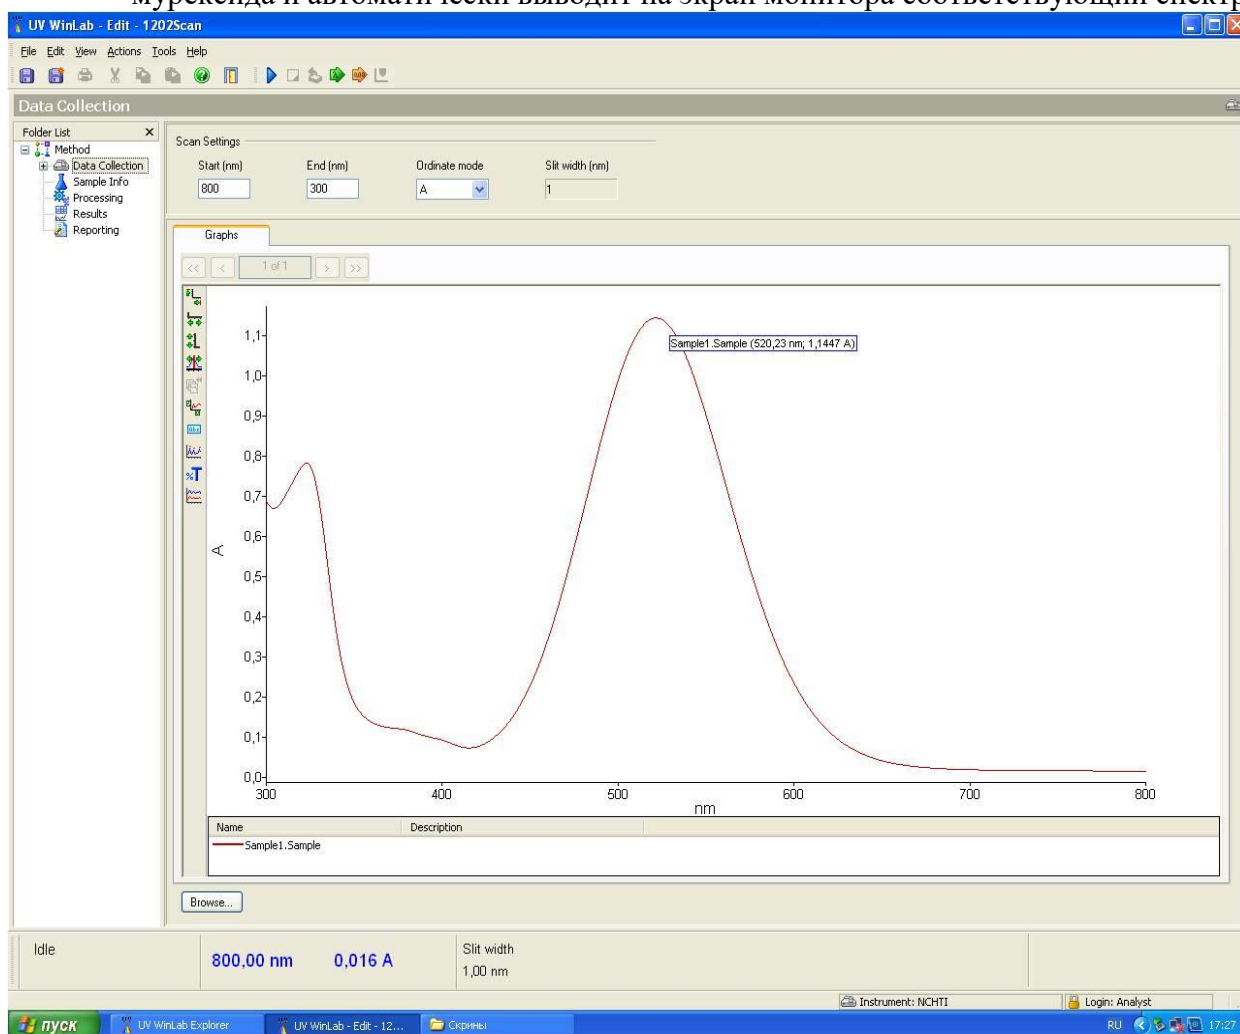 мурексида и автоматически выводит на экран монитора соответствующий спектр
UV WinLab - Edit - 1202Scan
File Edit View Actions Tools Help
Data Collection
Folder List X
Scan Settings
Method
Data Collection
Sample Info
Processing
Results
Reporting
Start (nm) End (nm) Ordinate mode Slit width (nm)
800 300 A 1
Graphs
<< < 1 of 1 > >>
1,1
Sample1.Sample (520,23 nm; 1,1447 A)
1,0
0,9
0,8
%T
0,7
0,6
A
0,5
0,4
0,3
0,2
0,1
0,0
300 400 500 600 700 800
nm
Name Description
Sample1.Sample
Browse...
Idle 800,00 nm 0,016 A Slit width
1,00 nm
Instrument: NCHTI Login: Analyst
пуск UV WinLab Explorer UV WinLab - Edit - 12... Скрины RU 17:27